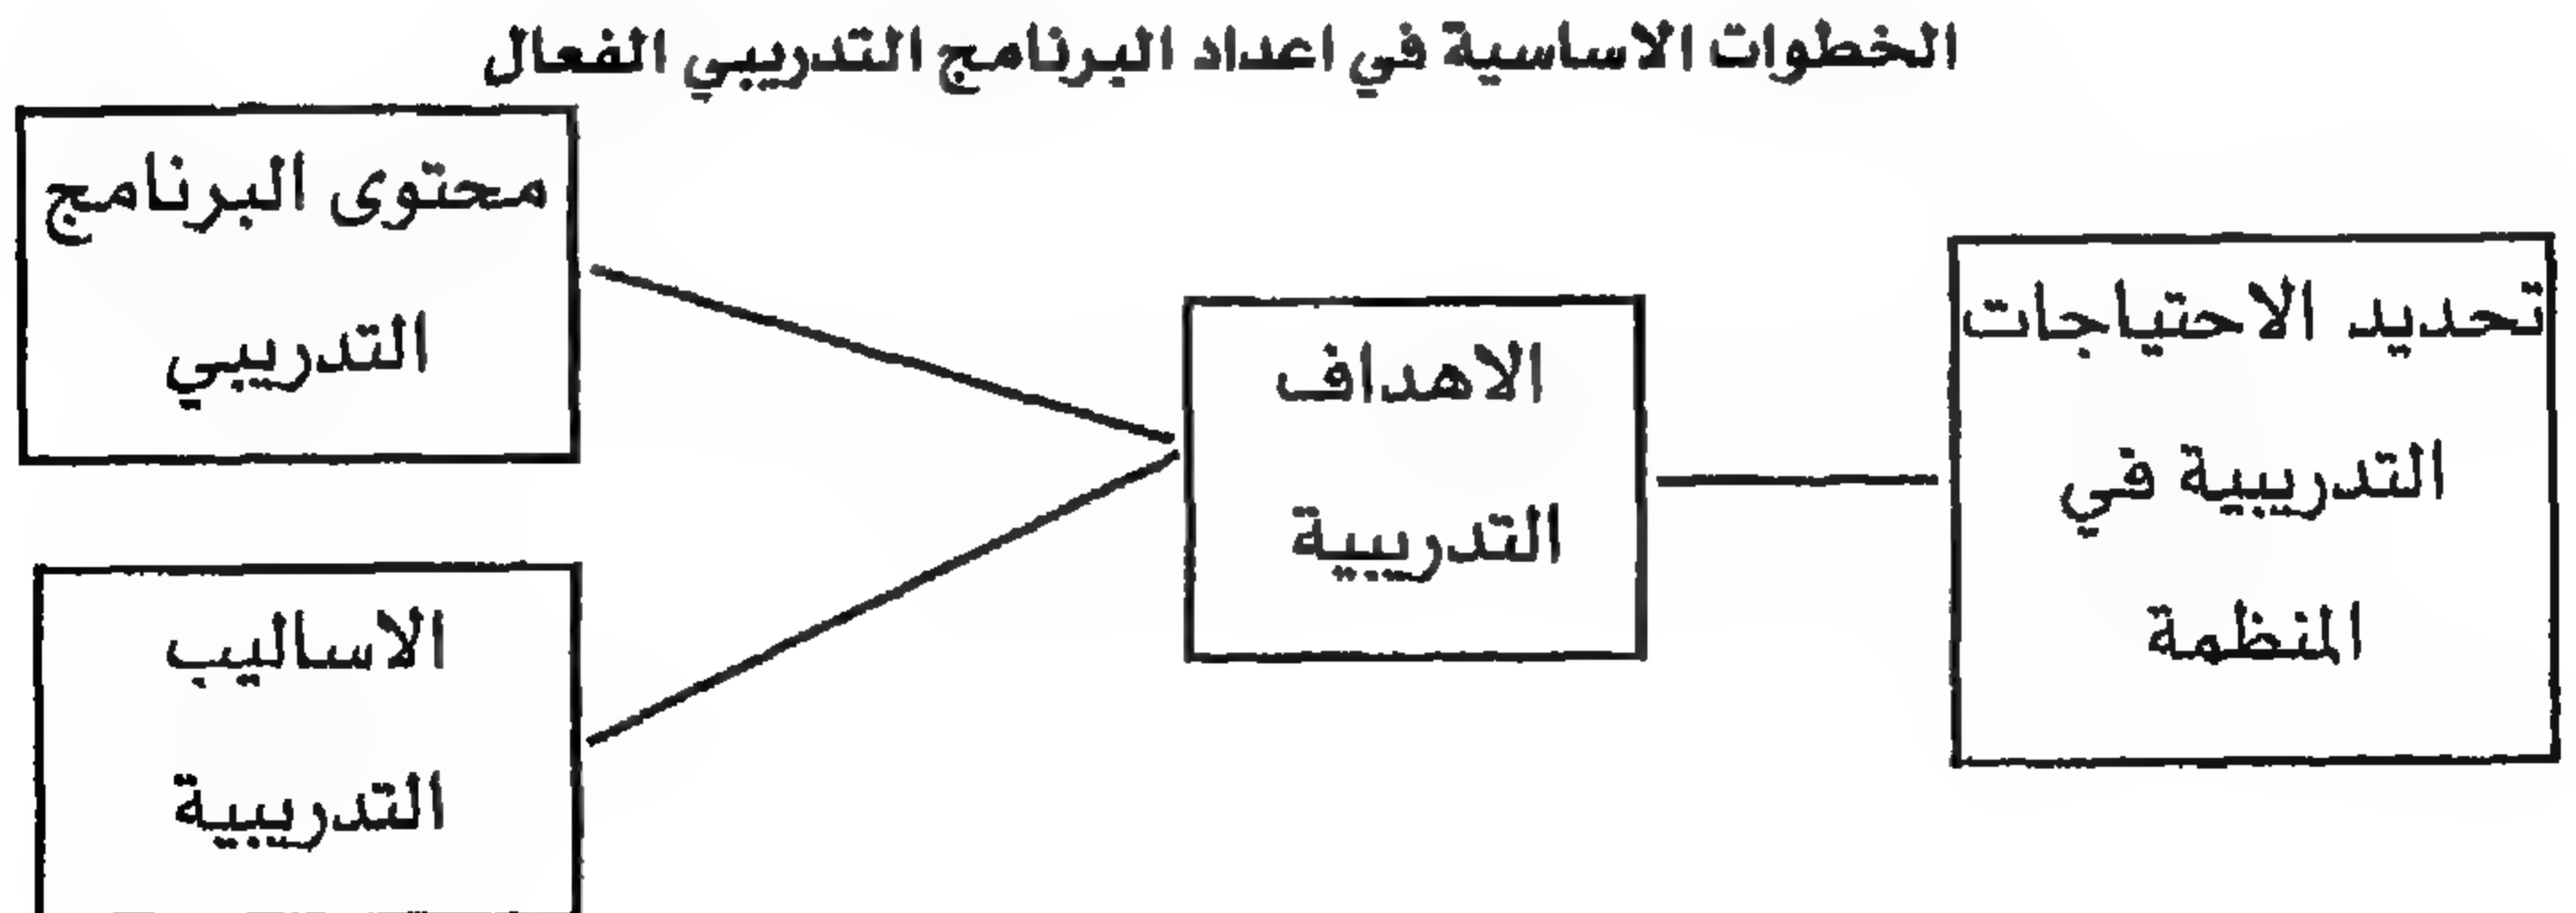 الخطوات الاساسية في اعداد البرنامج التدريبي الفعال
تحديد الاحتياجات
التدريبية في
المنظمة
الاهداف
التدريبية
محتوى البرنامج
التدريبي
الاساليب
التدريبية